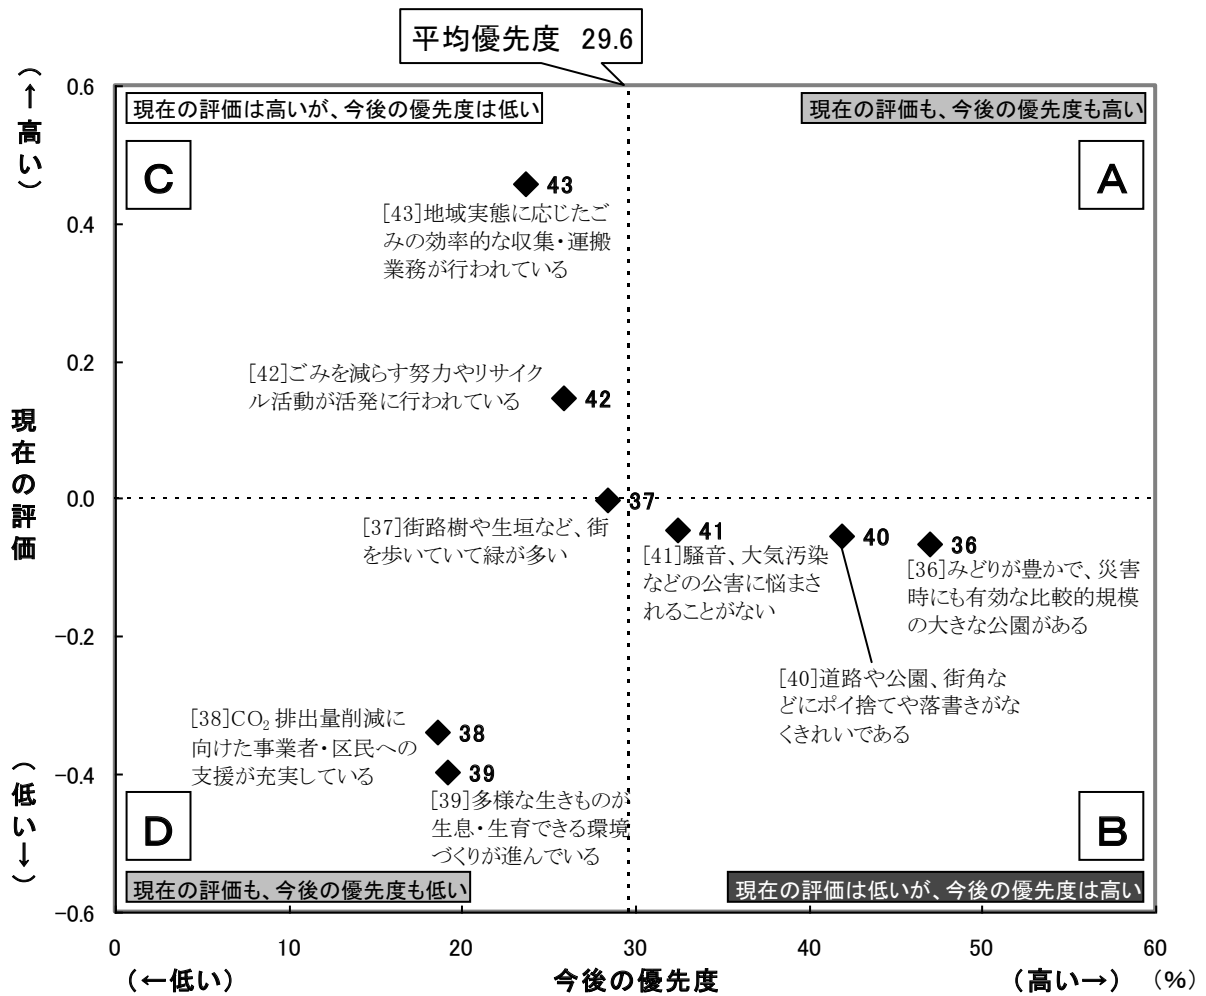 平均優先度 29.6
(←高い)
現在の評価
(低い→)
0.6
0.4
0.2
0.0
−0.2
−0.4
−0.6
現在の評価は高いが、今後の優先度は低い
現在の評価も、今後の優先度も高い
C
A
43
[43]地域実態に応じたご
みの効率的な収集・運搬
業務が行われている
[42]ごみを減らす努力やリサイク
ル活動が活発に行われている
42
37
[37]街路樹や生垣など、街
を歩いていて緑が多い
41
[41]騒音、大気汚染
などの公害に悩まさ
れることがない
40
36
[36]みどりが豊かで、災害
時にも有効な比較的規模
の大きな公園がある
[40]道路や公園、街角な
どにポイ捨てや落書きがな
くきれいである
[38]CO₂排出量削減に
向けた事業者・区民への
支援が充実している
38
39
[39]多様な生きものが
生息・生育できる環境
づくりが進んでいる
D
B
現在の評価も、今後の優先度も低い
現在の評価は低いが、今後の優先度は高い
0 10 20 30 40 50 60
(←低い) 今後の優先度 (高い→) (%)